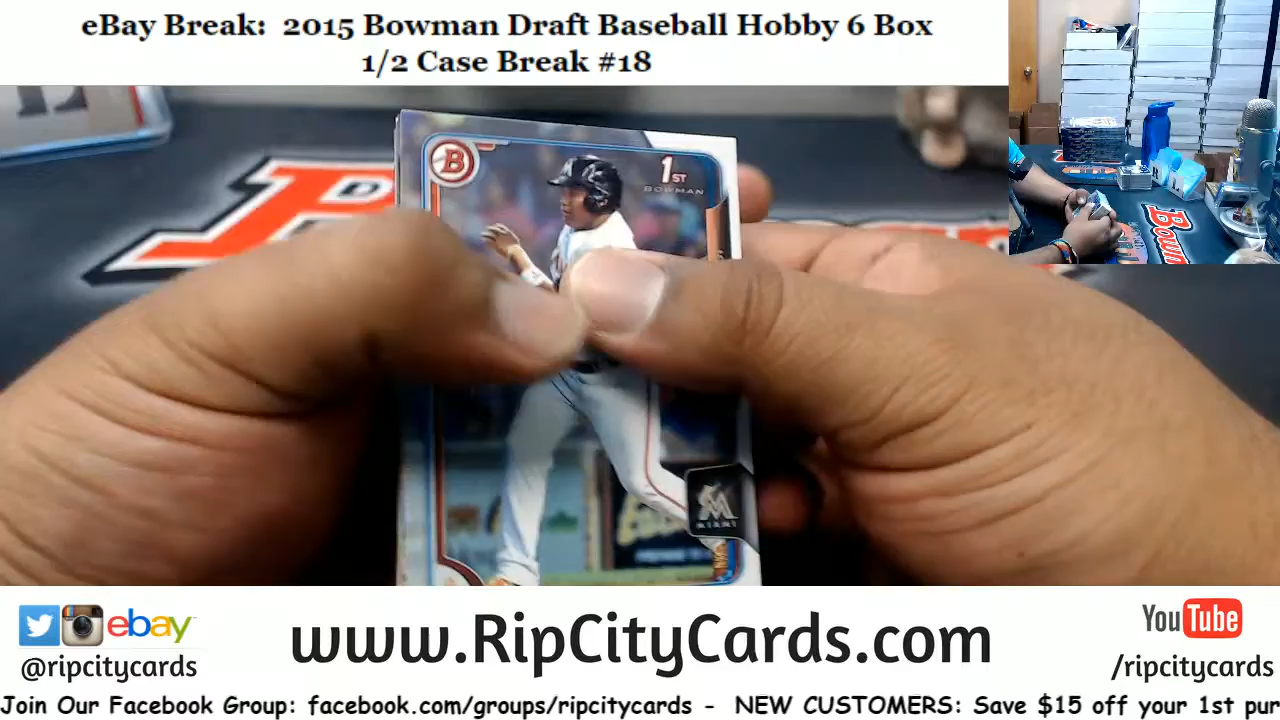 eBay Break:  2015 Bowman Draft Baseball Hobby 6 Box
1/2 Case Break #18
B
1ST
BOWMAN
MIAMI
Bown
ebay
@ripcitycards
www.RipCityCards.com
YouTube
/ripcitycards
Join Our Facebook Group: facebook.com/groups/ripcitycards -  NEW CUSTOMERS: Save $15 off your 1st pur